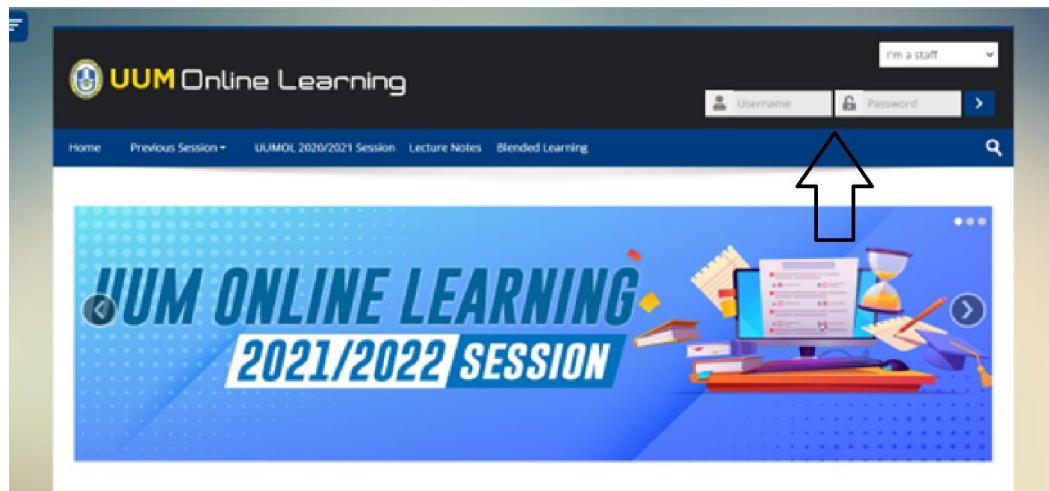 I'm a staff
UUM Online Learning
Username Password
Home Previous Session UUMOL 2020/2021 Session Lecture Notes Blended Learning
UUM ONLINE LEARNING
2021/2022 SESSION